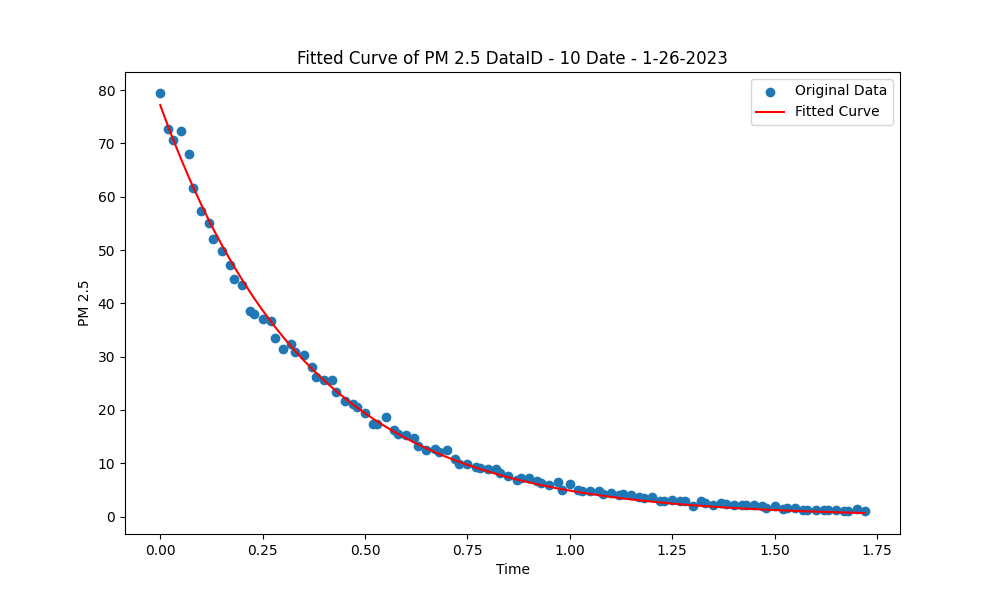 Fitted Curve of PM 2.5 DataID - 10 Date - 1-26-2023
Original Data
Fitted Curve
PM 2.5
80
70
60
50
40
30
20
10
0
0.00 0.25 0.50 0.75 1.00 1.25 1.50 1.75
Time